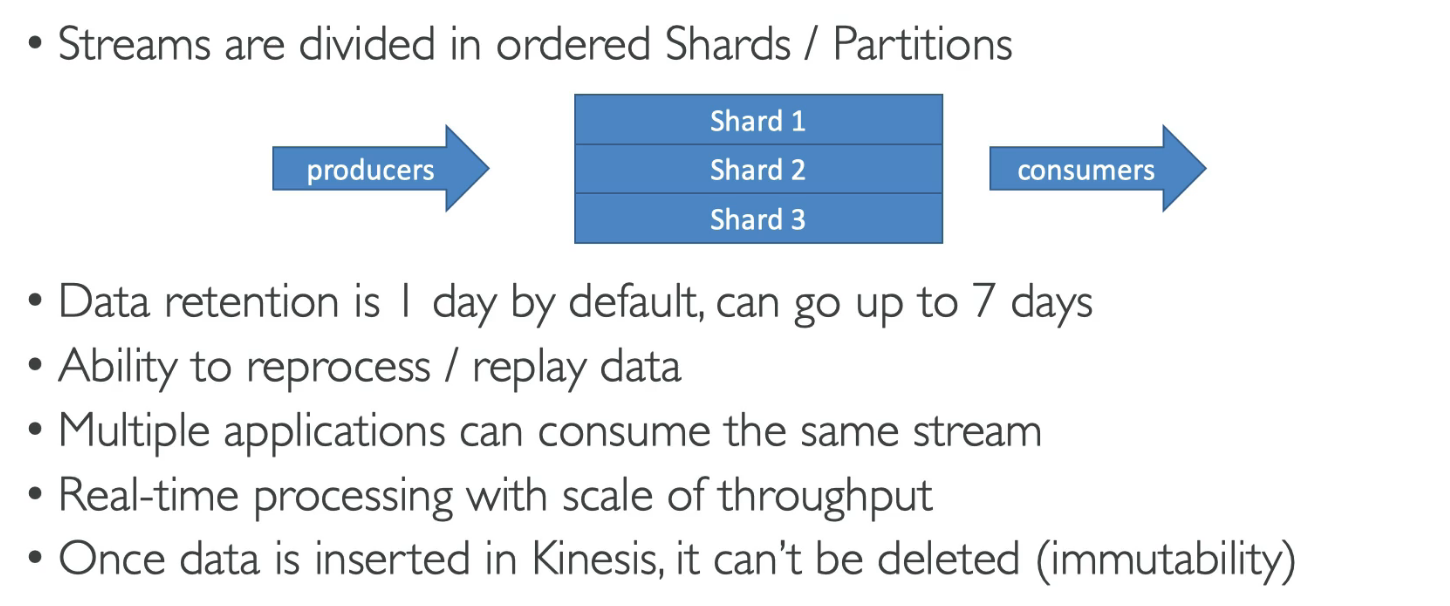 • Streams are divided in ordered Shards / Partitions
producers
Shard 1
Shard 2
Shard 3
consumers
• Data retention is 1 day by default, can go up to 7 days
• Ability to reprocess / replay data
• Multiple applications can consume the same stream
• Real-time processing with scale of throughput
• Once data is inserted in Kinesis, it can’t be deleted (immutability)